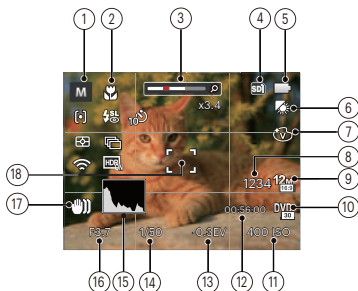 1 2 3 4 5
M SD
x3.4
SL 10 6
7
HDR 8
18 1234 12M 9
16:9
17 00:56:00 DVD 10
30
F3.7 1/50 -0.3EV 400 ISO
16 15 14 13 12 11